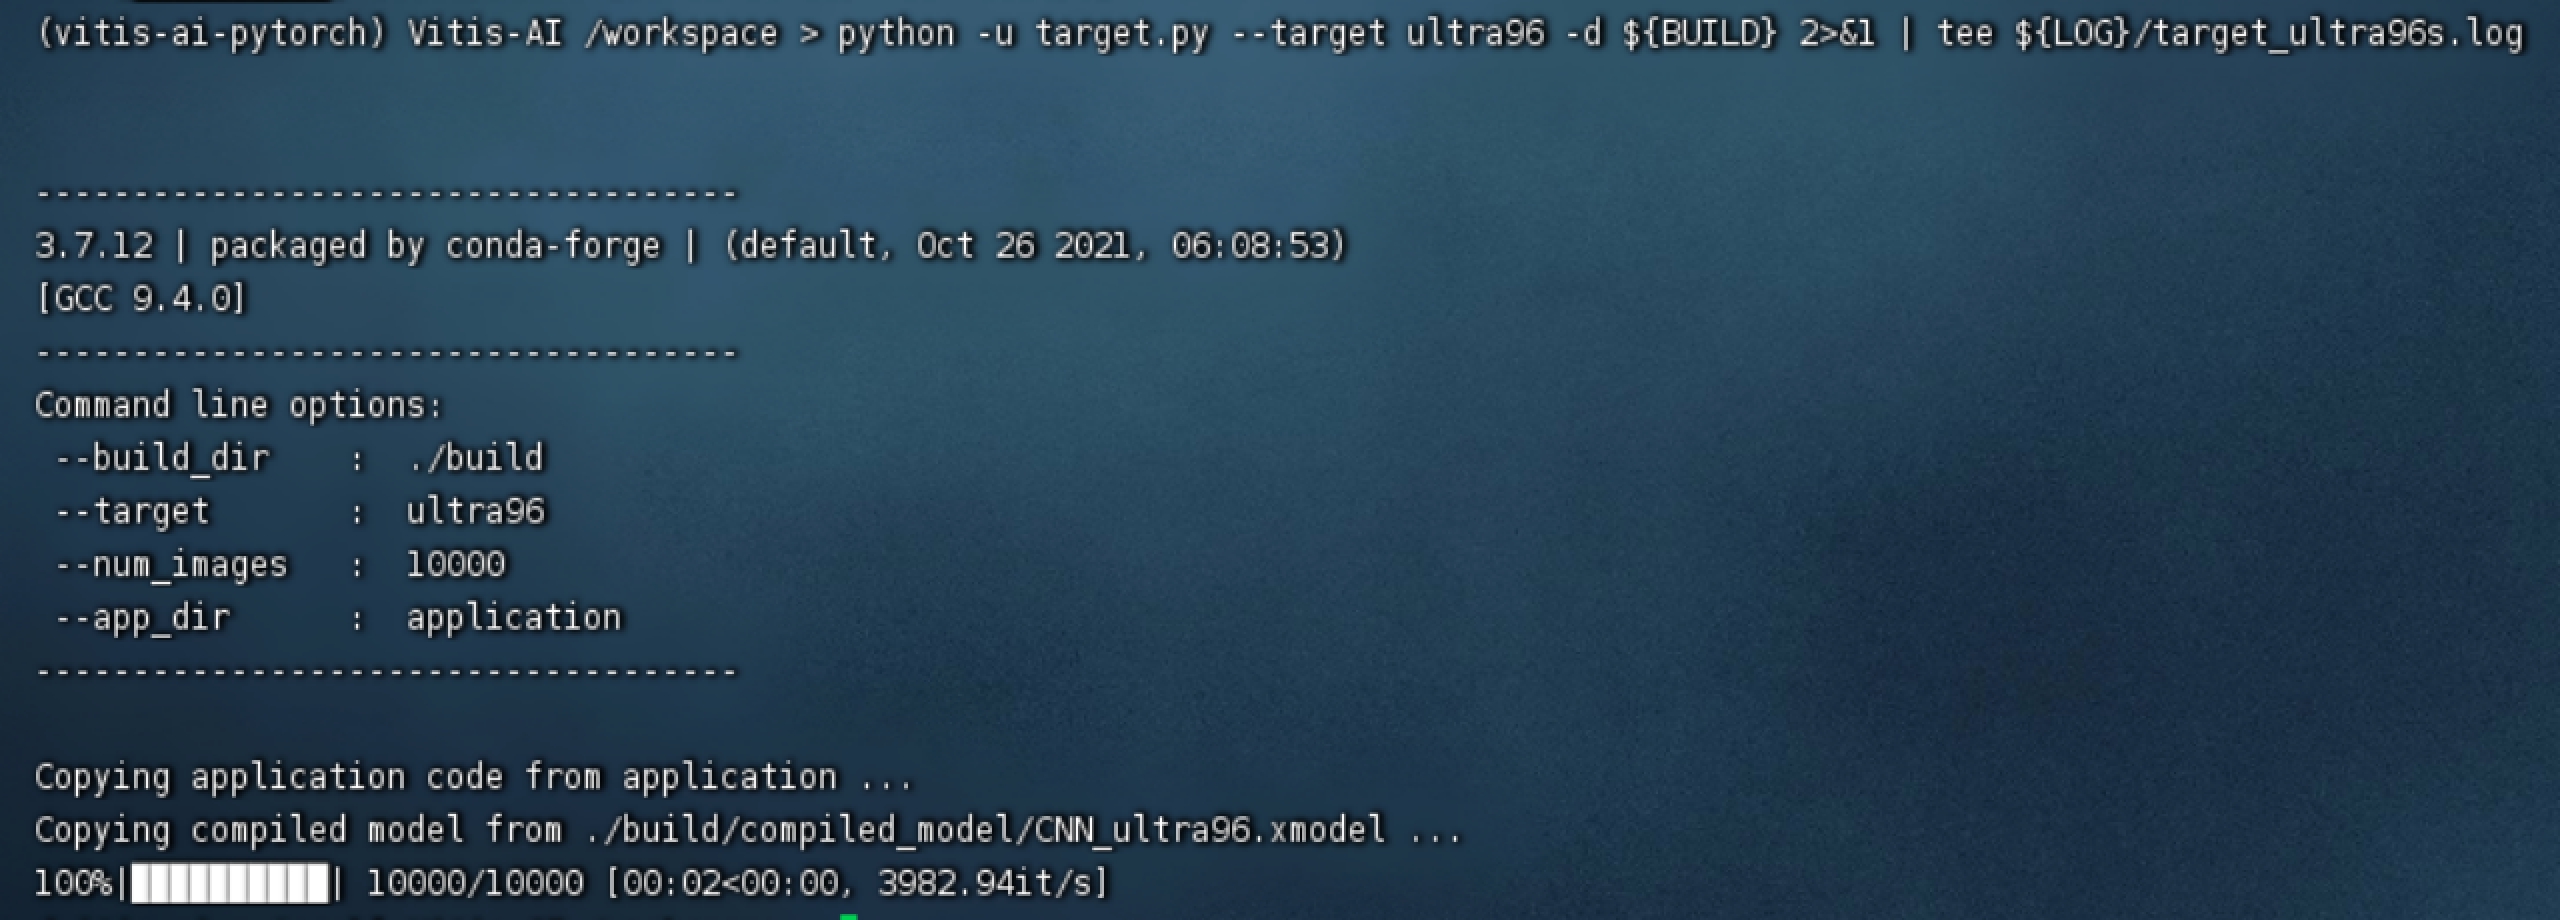 (vitis-ai-pytorch) Vitis-AI /workspace > python -u target.py --target ultra96 -d ${BUILD} 2>&1 | tee ${LOG}/target_ultra96s.log
------------------------------------
3.7.12 | packaged by conda-forge | (default, Oct 26 2021, 06:08:53)
[GCC 9.4.0]
------------------------------------
Command line options:
 --build_dir    :  ./build
 --target       :  ultra96
 --num_images   :  10000
 --app_dir      :  application
------------------------------------
Copying application code from application ...
Copying compiled model from ./build/compiled_model/CNN_ultra96.xmodel ...
100%|██████████| 10000/10000 [00:02<00:00, 3982.94it/s]